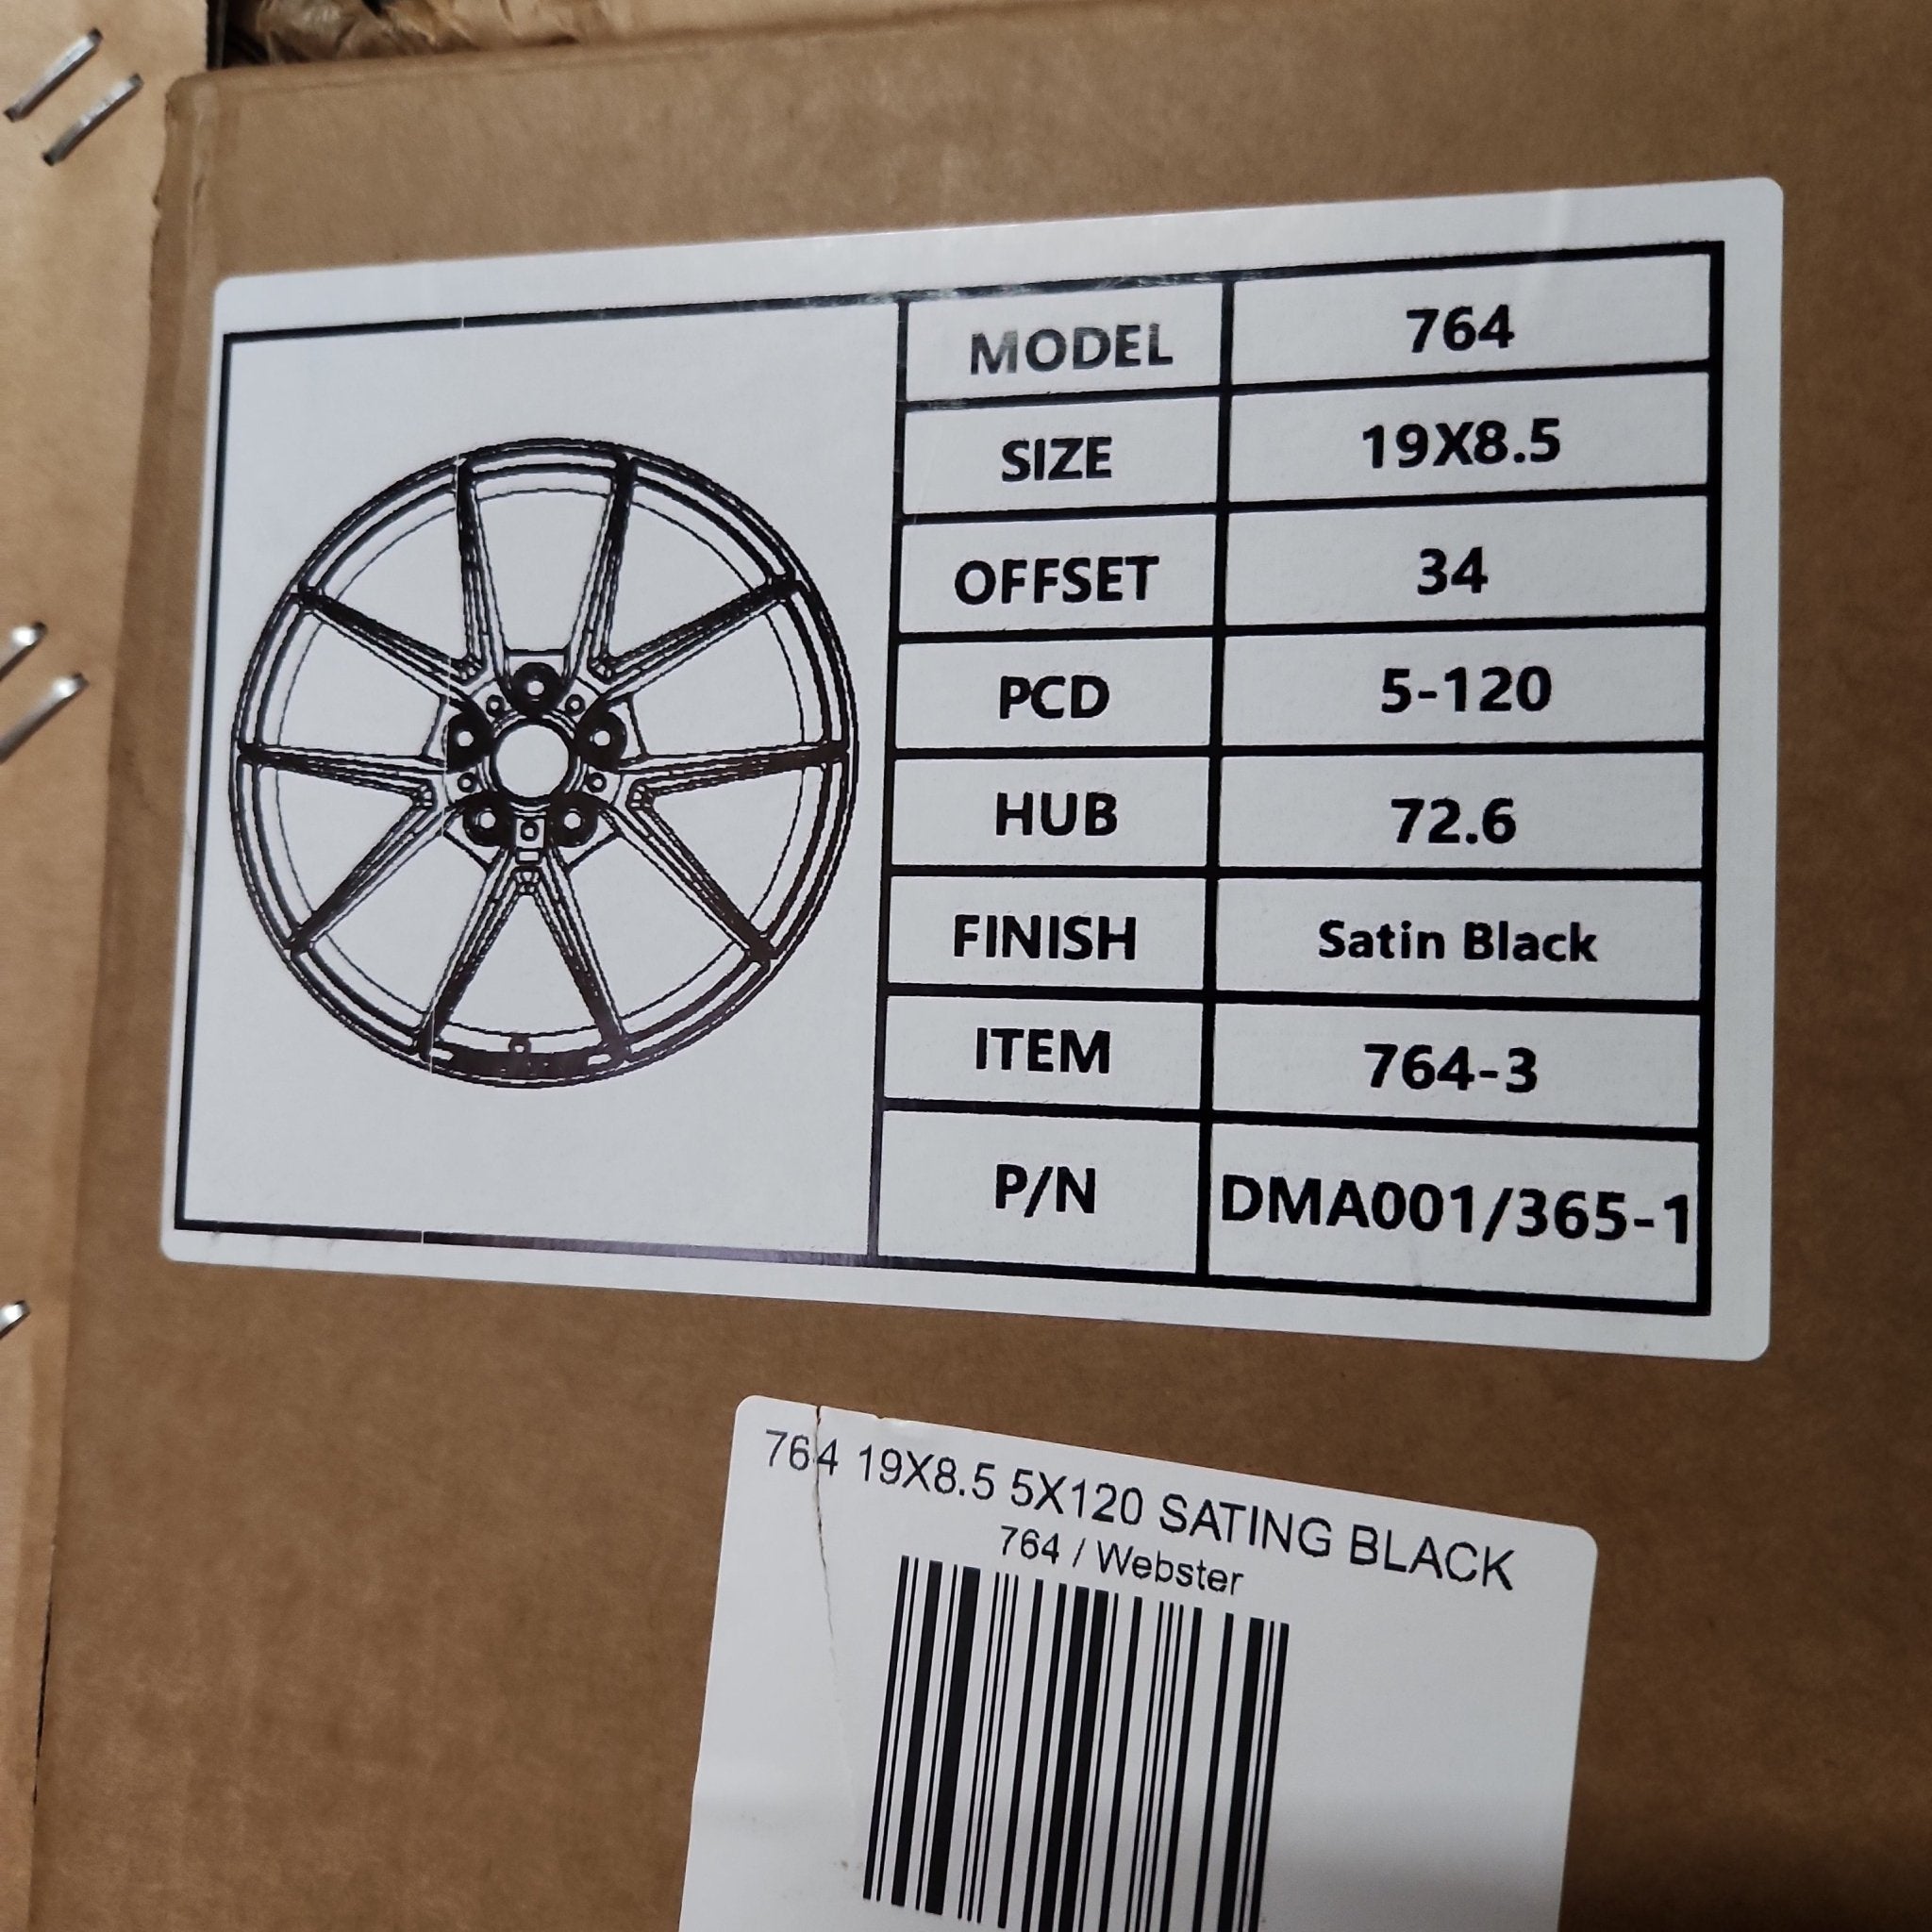 MODEL 764
SIZE 19X8.5
OFFSET 34
PCD 5-120
HUB 72.6
FINISH Satin Black
ITEM 764-3
P/N DMA001/365-1
764 19X8.5 5X120 SATING BLACK
764 / Webster